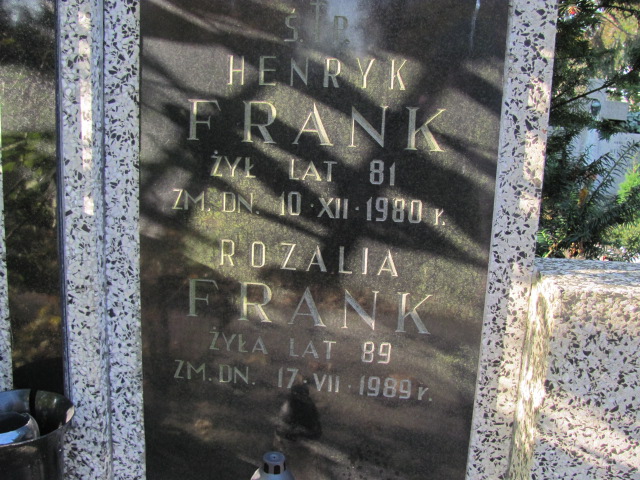 Ś.†P.
HENRYK
FRANK
ŻYŁ LAT 81
ZM. DN. 10·XII·1980 r.
ROZALIA
FRANK
ŻYŁA LAT 89
ZM. DN. 17·VII·1989 r.